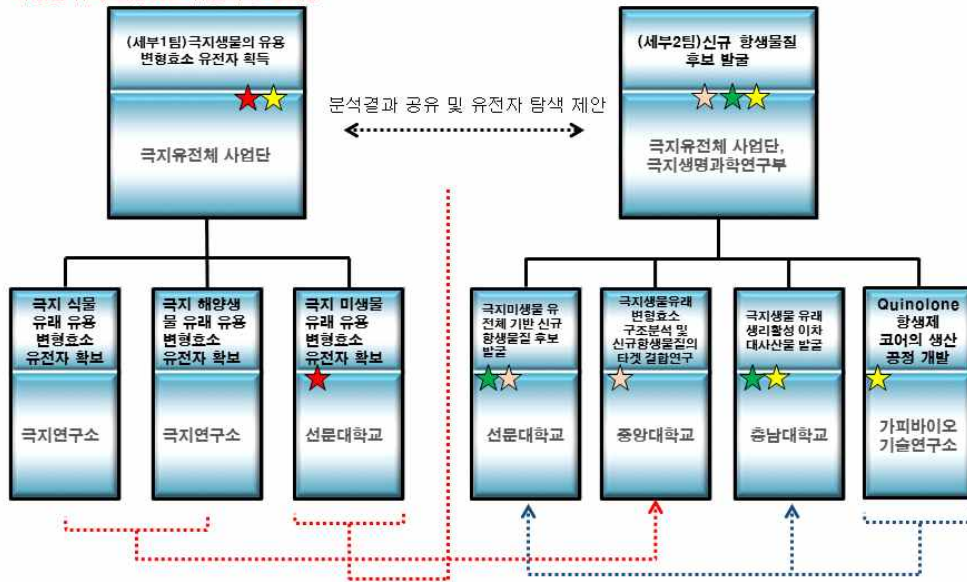 (세부1팀)극지생물의 유용
변형효소 유전자 획득
극지유전체 사업단
분석결과 공유 및 유전자 탐색 제안
(세부2팀)신규 항생물질
후보 발굴
극지유전체 사업단,
극지생명과학연구부
극지 식물
유래 유용
변형효소
유전자 확보
극지연구소
극지 해양생
물 유래 유용
변형효소
유전자 확보
극지연구소
극지 미생물
유래 유용
변형효소
유전자 확보
선문대학교
극지미생물 유
전체 기반 신규
항생물질 후보
발굴
선문대학교
극지생물유래
변형효소
구조분석 및
신규항생물질의
타겟 결합연구
중앙대학교
극지생물 유래
생리활성 이차
대사산물 발굴
충남대학교
Quinolone
항생제
코어의 생산
공정 개발
가피바이오
기술연구소